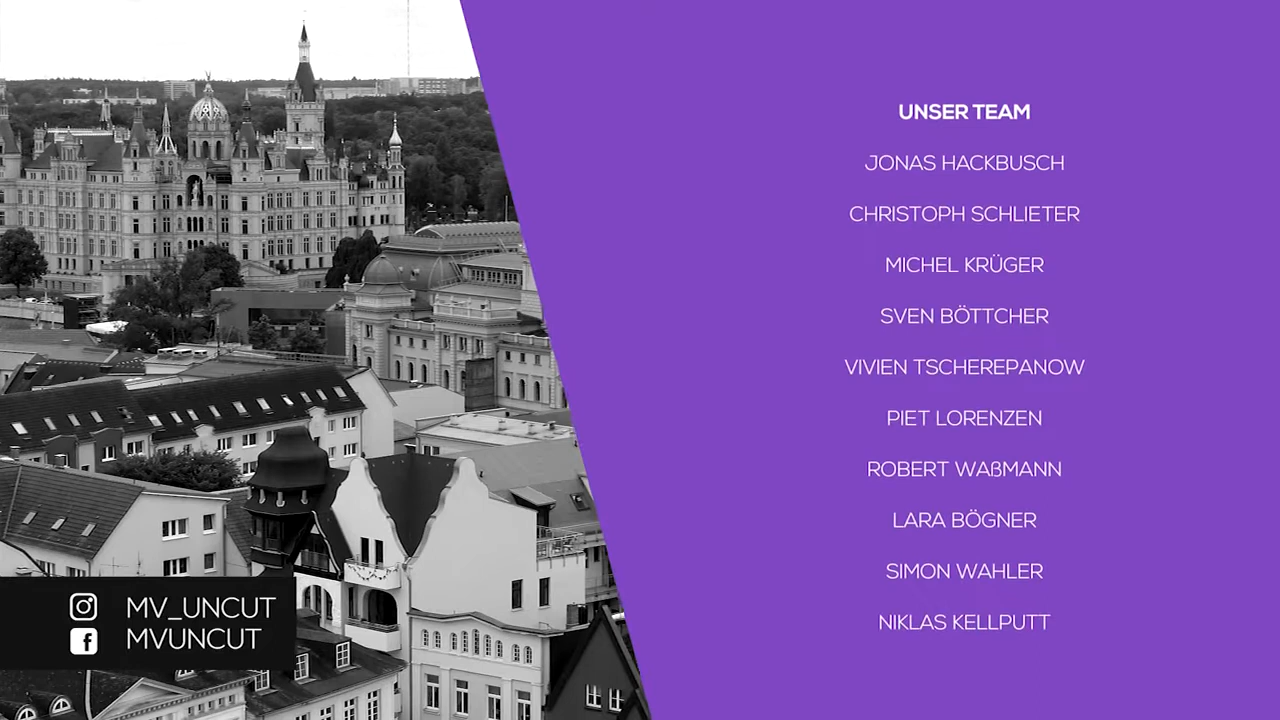 UNSER TEAM
JONAS HACKBUSCH
CHRISTOPH SCHLIETER
MICHEL KRÜGER
SVEN BÖTTCHER
VIVIEN TSCHEREPANOW
PIET LORENZEN
ROBERT WAßMANN
LARA BÖGNER
SIMON WAHLER
NIKLAS KELLPUTT
MV_UNCUT
MVUNCUT